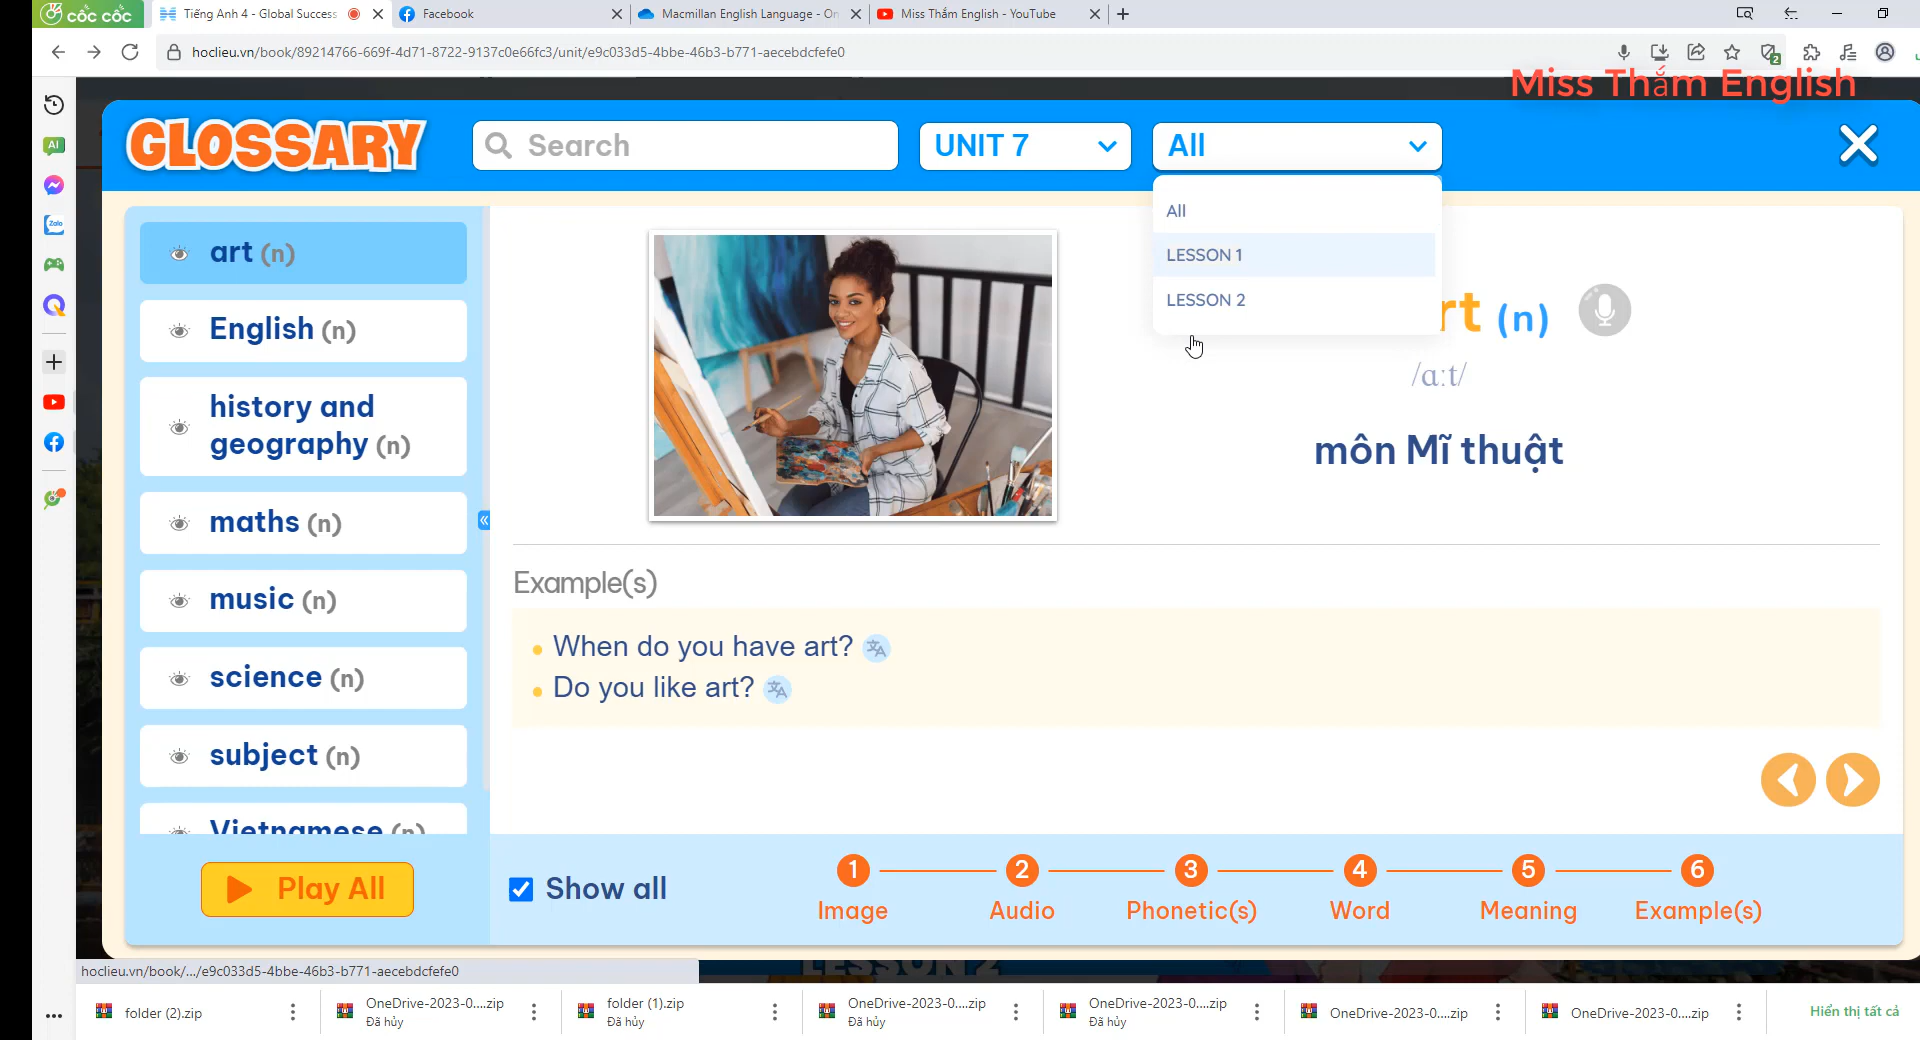 cốc cốc
Tiếng Anh 4 - Global Success
Facebook
Macmillan English Language - On
Miss Thắm English - YouTube
hoclieu.vn/book/89214766-669f-4d71-8722-9137c0e66fc3/unit/e9c033d5-4bbe-46b3-b771-aecebdcfefe0
2
Miss Thắm English
AI
Zalo
GLOSSARY
Search
UNIT 7
All
All
LESSON 1
LESSON 2
art (n)
English (n)
history and
geography (n)
maths (n)
music (n)
science (n)
subject (n)
Vietnamese (n)
rt (n)
/ɑːt/
môn Mĩ thuật
Example(s)
When do you have art?
Do you like art?
Play All
Show all
1
2
3
4
5
6
Image
Audio
Phonetic(s)
Word
Meaning
Example(s)
LESSON 2
hoclieu.vn/book/.../e9c033d5-4bbe-46b3-b771-aecebdcfefe0
folder (2).zip
OneDrive-2023-0....zip
Đã hủy
folder (1).zip
Đã hủy
OneDrive-2023-0....zip
Đã hủy
OneDrive-2023-0....zip
Đã hủy
OneDrive-2023-0....zip
OneDrive-2023-0....zip
Hiển thị tất cả